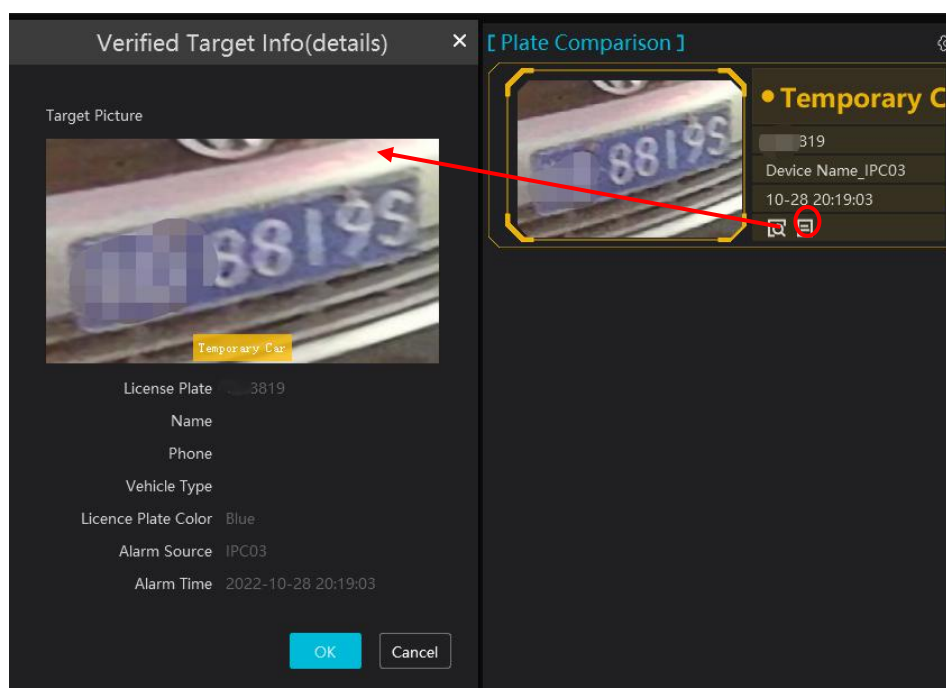 Verified Target Info(details) ×
Target Picture
88195
Temporary Car
License Plate 3819
Name
Phone
Vehicle Type
Licence Plate Color Blue
Alarm Source IPC03
Alarm Time 2022-10-28 20:19:03
OK Cancel
[ Plate Comparison ]
88195
• Temporary C
819
Device Name_IPC03
10-28 20:19:03